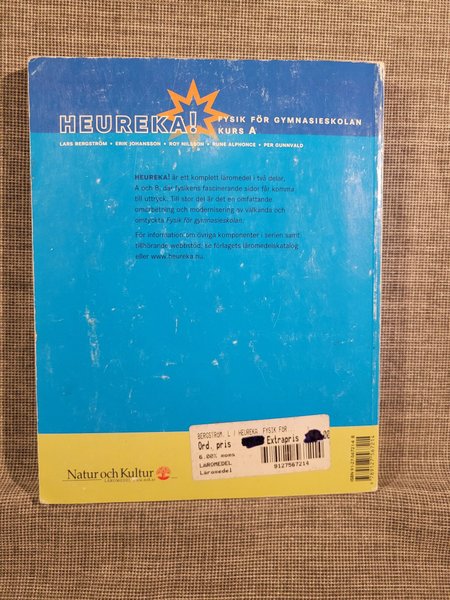 HEUREKA! FYSIK FÖR GYMNASIESKOLAN
KURS A
LARS BERGSTRÖM • ERIK JOHANSSON • ROY NILSSON • RUNE ALPHONCE • PER GUNNVALD
HEUREKA! är ett komplett läromedel i två delar,
A och B, där fysikens fascinerande sidor får komma
till uttryck. Till stor del är det en omfattande
omarbetning och modernisering av välkända och
omtyckta Fysik för gymnasieskolan.
För information om övriga komponenter i serien samt
tillhörande webbstöd, se förlagets läromedelskatalog
eller www.heureka.nu.
BERGSTRÖM, L / HEUREKA. FYSIK FÖR
Ord. pris Extrapris
6.00% moms
LÄROMEDEL
Läromedel
9127567214
Natur och Kultur
LÄROMEDEL www.nok.se